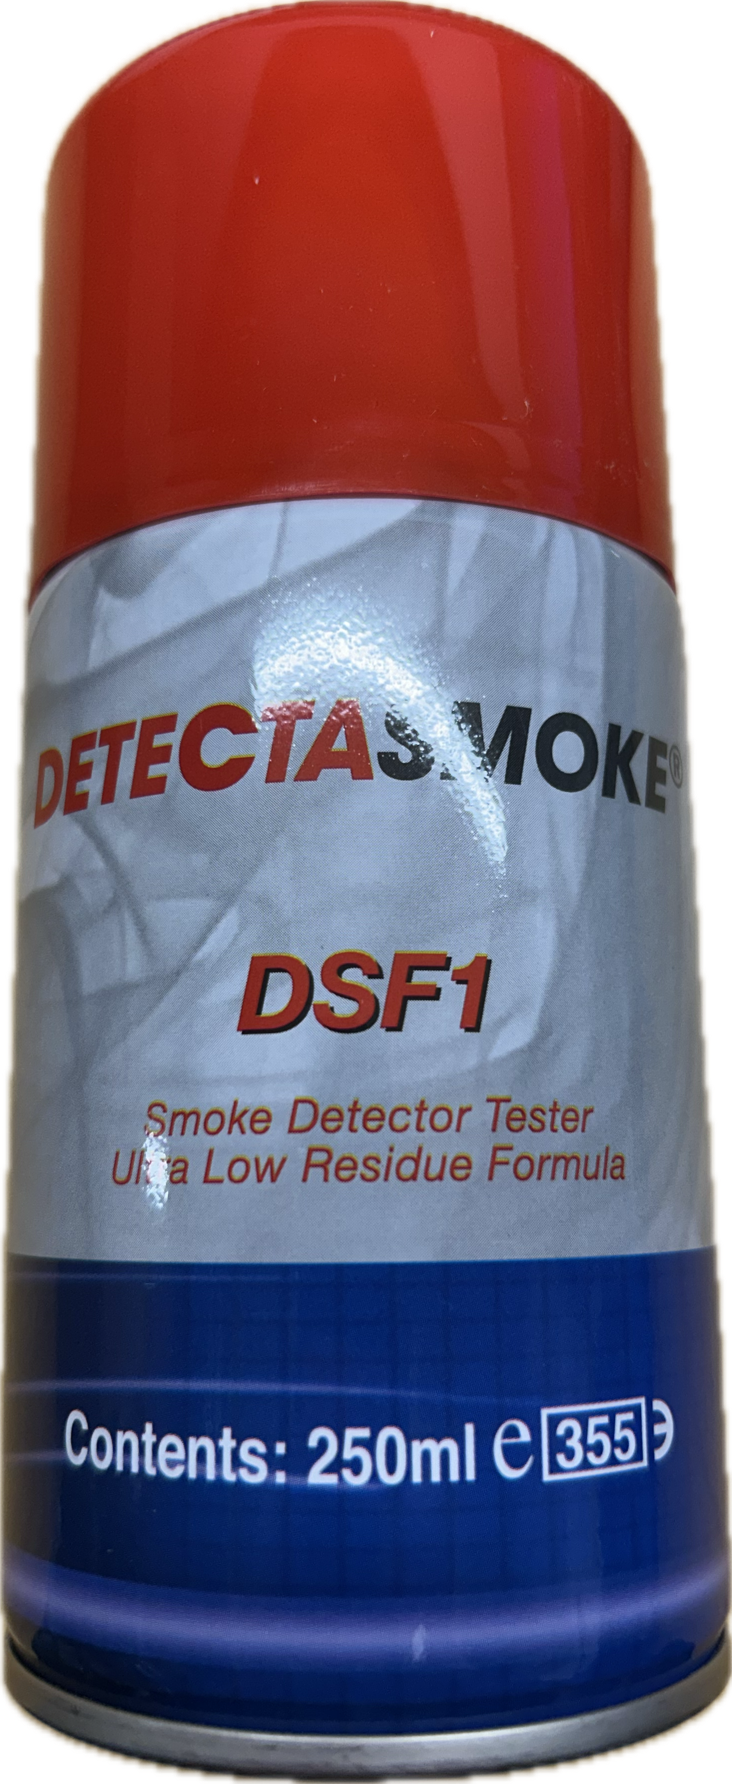 DETECTASMOKE®
DSF1
Smoke Detector Tester
Ultra Low Residue Formula
Contents: 250ml e 355 Э